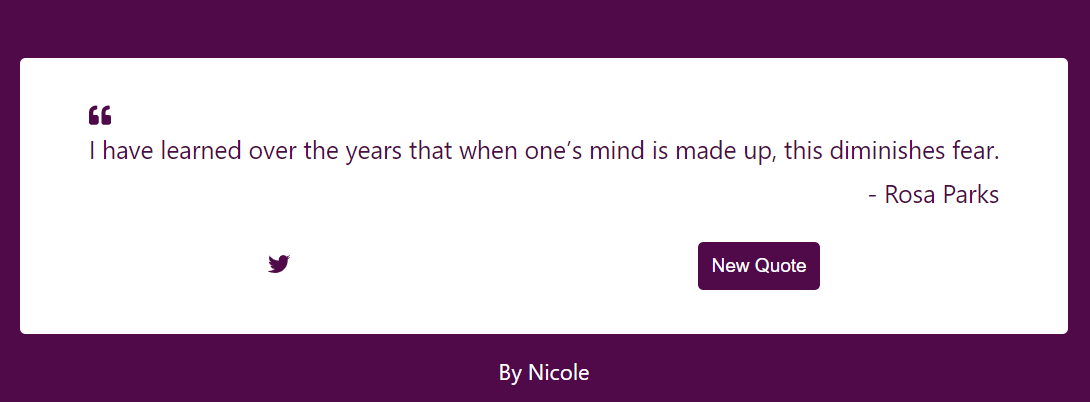 “
I have learned over the years that when one’s mind is made up, this diminishes fear.
- Rosa Parks
New Quote
By Nicole